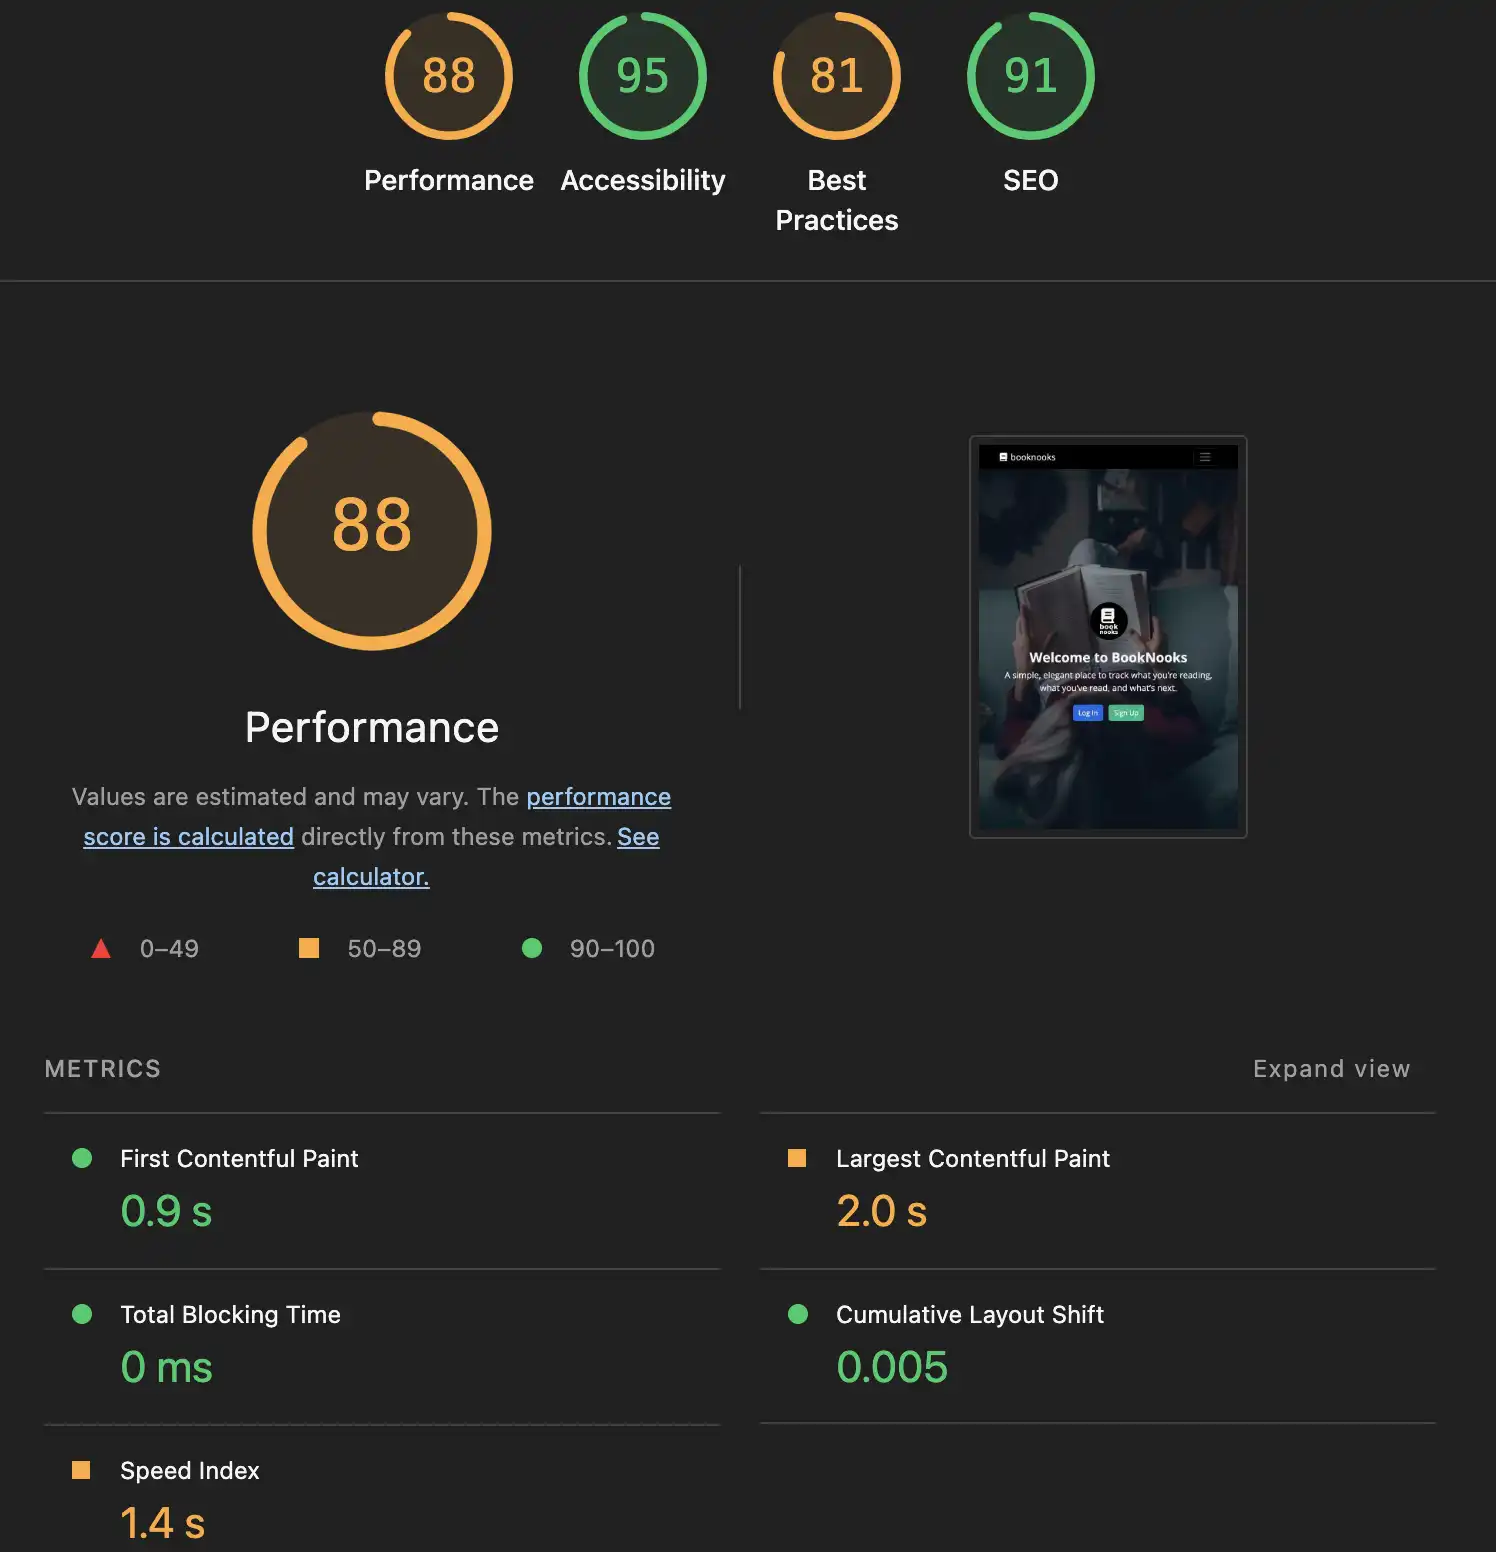 88
95
81
91
Performance
Accessibility
Best
Practices
SEO
88
Performance
Values are estimated and may vary. The performance
score is calculated directly from these metrics. See
calculator.
0–49
50–89
90–100
booknooks
book
nooks
Welcome to BookNooks
A simple, elegant place to track what you're reading,
what you've read, and what's next.
Log In
Sign Up
METRICS
Expand view
First Contentful Paint
0.9 s
Largest Contentful Paint
2.0 s
Total Blocking Time
0 ms
Cumulative Layout Shift
0.005
Speed Index
1.4 s